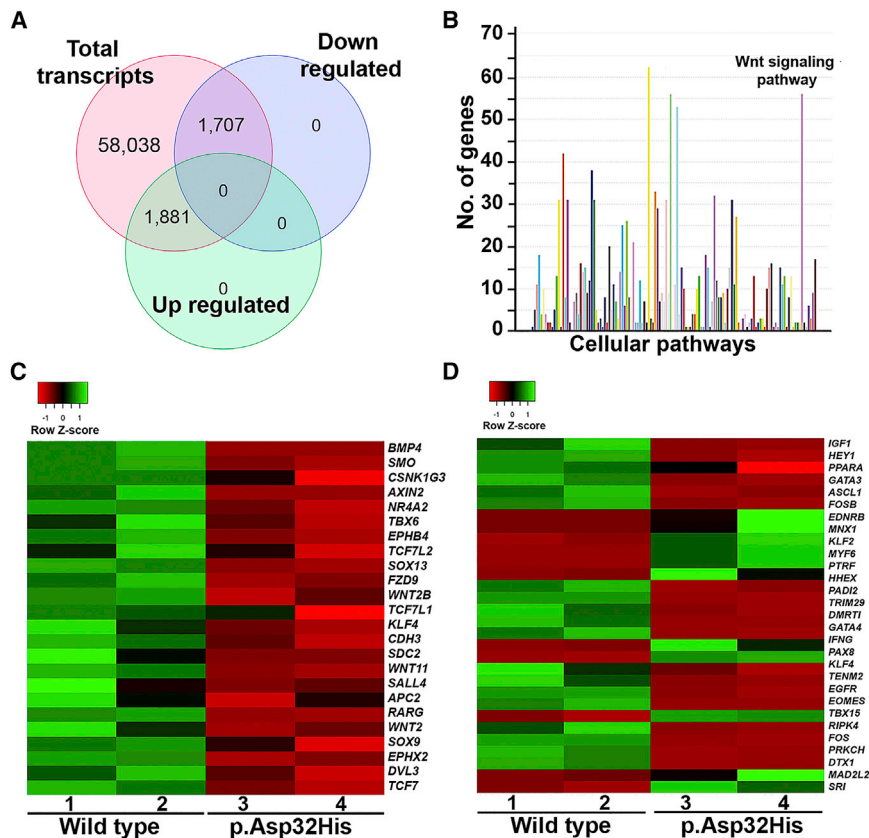 A
Total
transcripts
Down
regulated
58,038
1,707
0
0
1,881
0
0
Up regulated
B
70
60
50
40
30
20
10
0
No. of genes
Wnt signaling
pathway
Cellular pathways
C
-1 0 1
Row Z-score
BMP4
SMO
CSNK1G3
AXIN2
NR4A2
TBX6
EPHB4
TCF7L2
SOX13
FZD9
WNT2B
TCF7L1
KLF4
CDH3
SDC2
WNT11
SALL4
APC2
RARG
WNT2
SOX9
EPHX2
DVL3
TCF7
1 2 3 4
Wild type p.Asp32His
D
-1 0 1
Row Z-score
IGF1
HEY1
PPARA
GATA3
ASCL1
FOSB
EDNRB
MNX1
KLF2
MYF6
PTRF
HHEX
PADI2
TRIM29
DMRTI
GATA4
IFNG
PAX8
KLF4
TENM2
EGFR
EOMES
TBX15
RIPK4
FOS
PRKCH
DTX1
MAD2L2
SRI
1 2 3 4
Wild type p.Asp32His